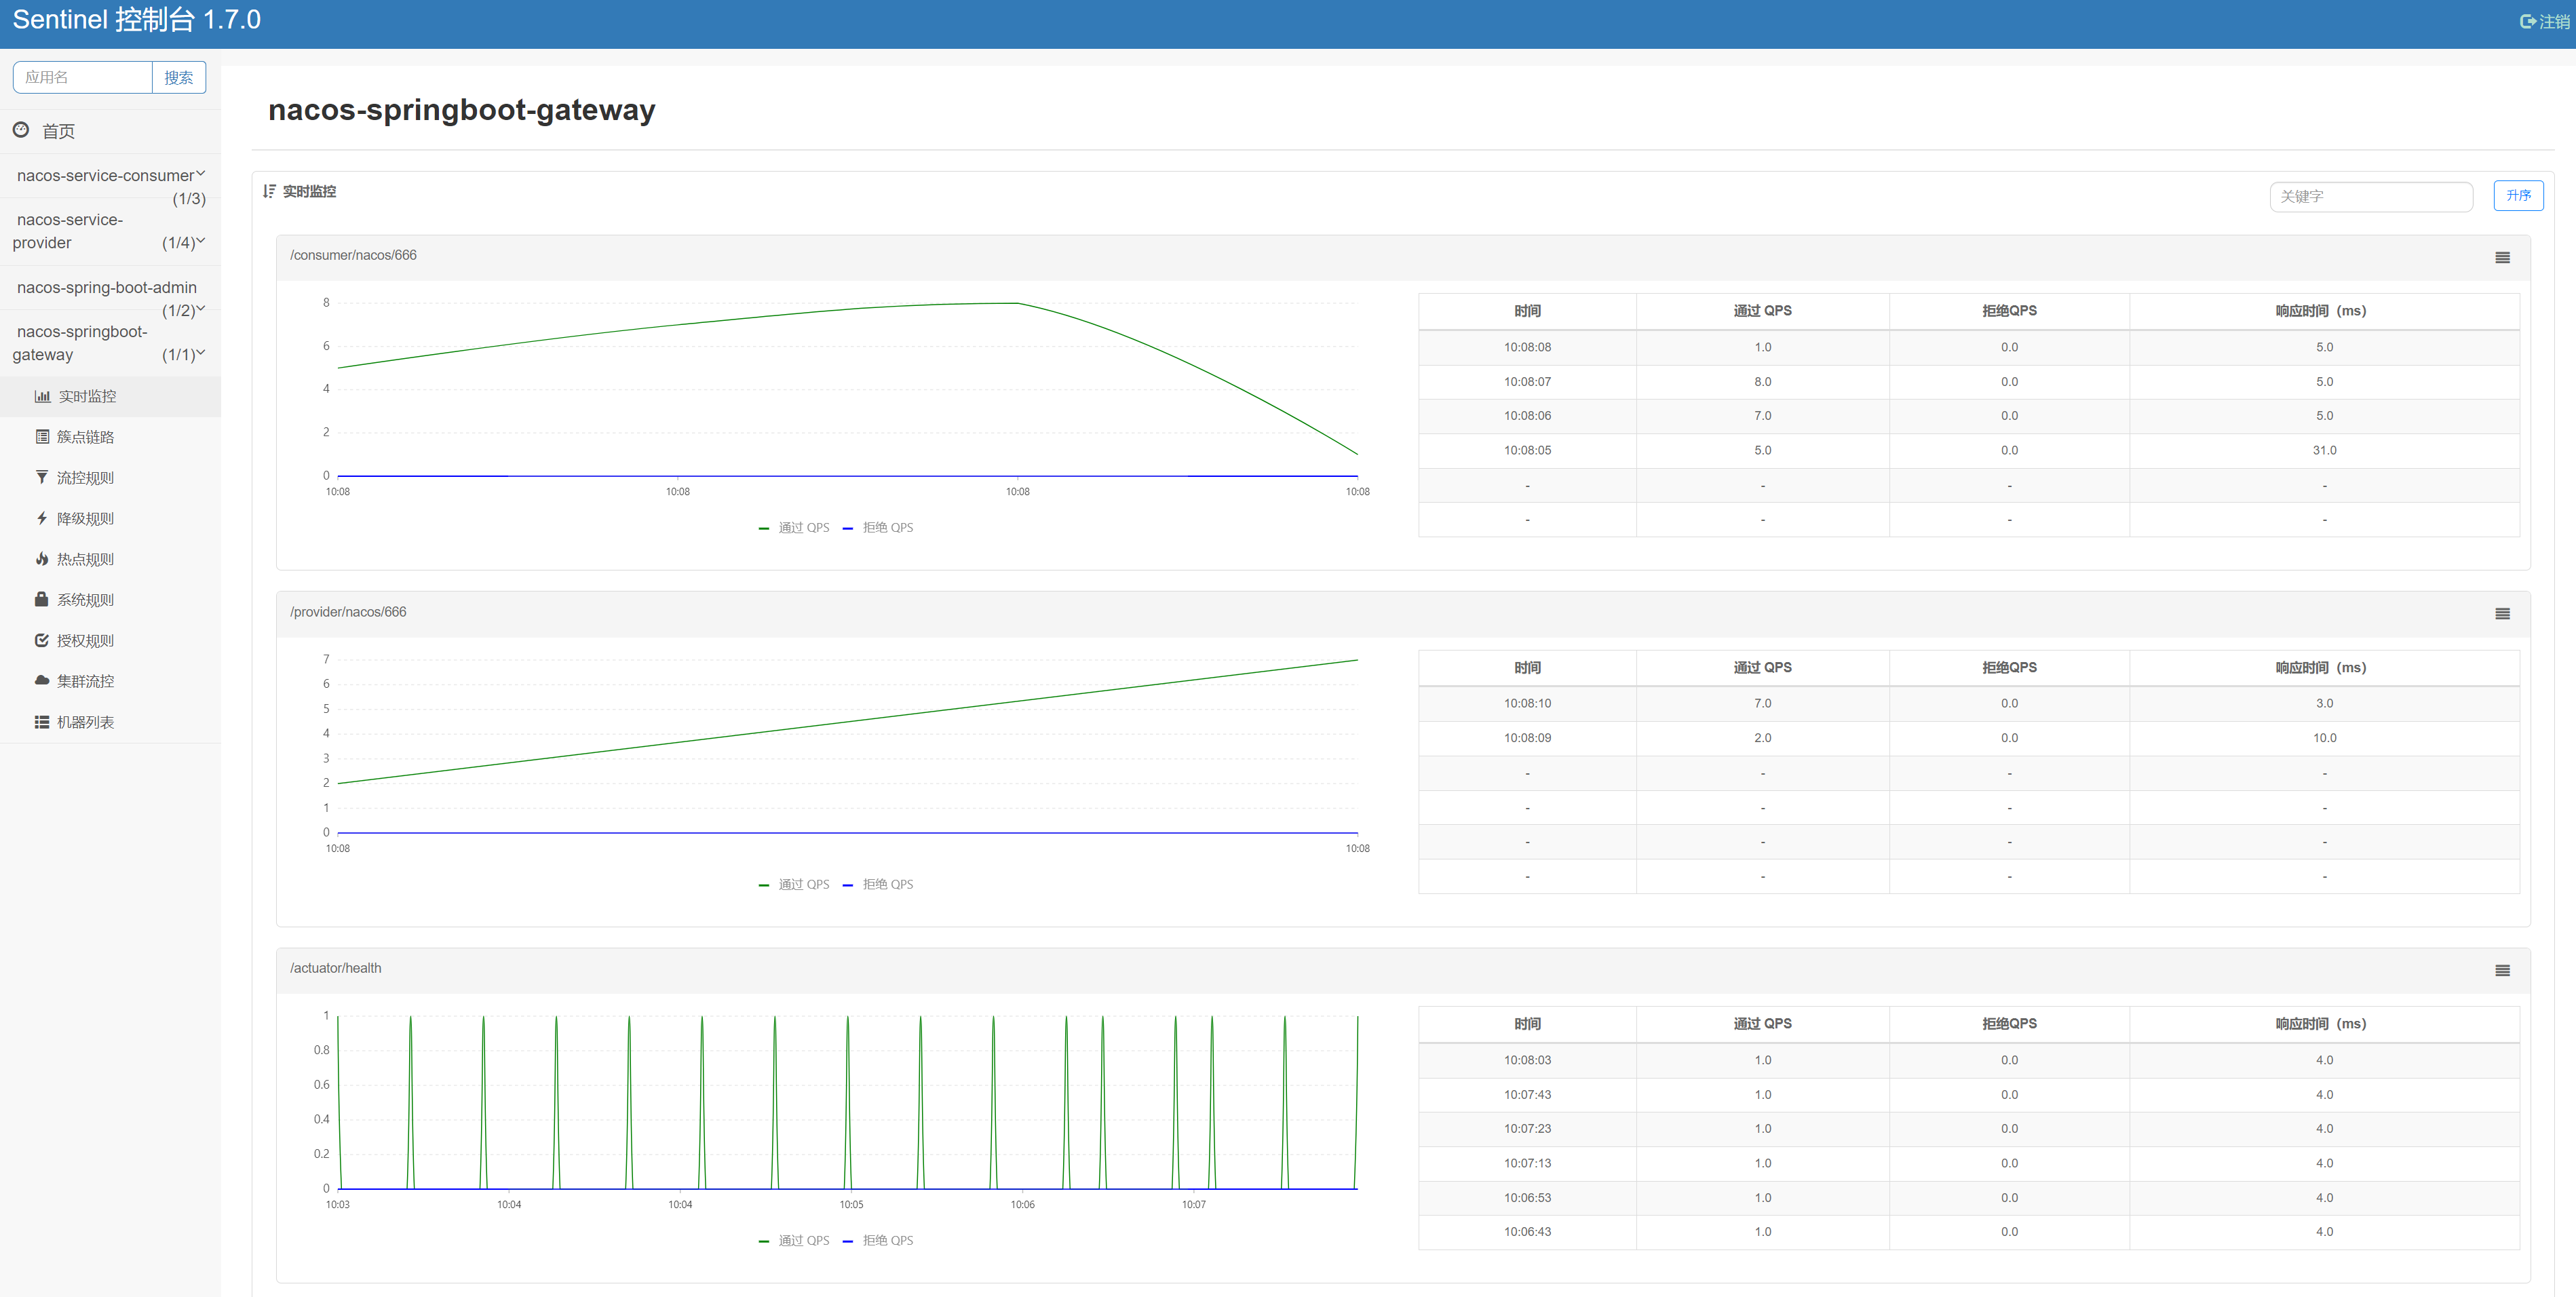 Sentinel 控制台 1.7.0
注销
应用名 搜索
首页
nacos-service-consumer
(1/3)
nacos-service-
provider (1/4)
nacos-spring-boot-admin
(1/2)
nacos-springboot-
gateway (1/1)
实时监控
簇点链路
流控规则
降级规则
热点规则
系统规则
授权规则
集群流控
机器列表
nacos-springboot-gateway
实时监控
关键字 升序
/consumer/nacos/666
8
6
4
2
0
10:08 10:08 10:08 10:08
通过 QPS 拒绝 QPS
时间 通过 QPS 拒绝QPS 响应时间（ms）
10:08:08 1.0 0.0 5.0
10:08:07 8.0 0.0 5.0
10:08:06 7.0 0.0 5.0
10:08:05 5.0 0.0 31.0
- - - -
- - - -
/provider/nacos/666
7
6
5
4
3
2
1
0
10:08 10:08
通过 QPS 拒绝 QPS
时间 通过 QPS 拒绝QPS 响应时间（ms）
10:08:10 7.0 0.0 3.0
10:08:09 2.0 0.0 10.0
- - - -
- - - -
- - - -
- - - -
/actuator/health
1
0.8
0.6
0.4
0.2
0
10:03 10:04 10:04 10:05 10:06 10:07
通过 QPS 拒绝 QPS
时间 通过 QPS 拒绝QPS 响应时间（ms）
10:08:03 1.0 0.0 4.0
10:07:43 1.0 0.0 4.0
10:07:23 1.0 0.0 4.0
10:07:13 1.0 0.0 4.0
10:06:53 1.0 0.0 4.0
10:06:43 1.0 0.0 4.0